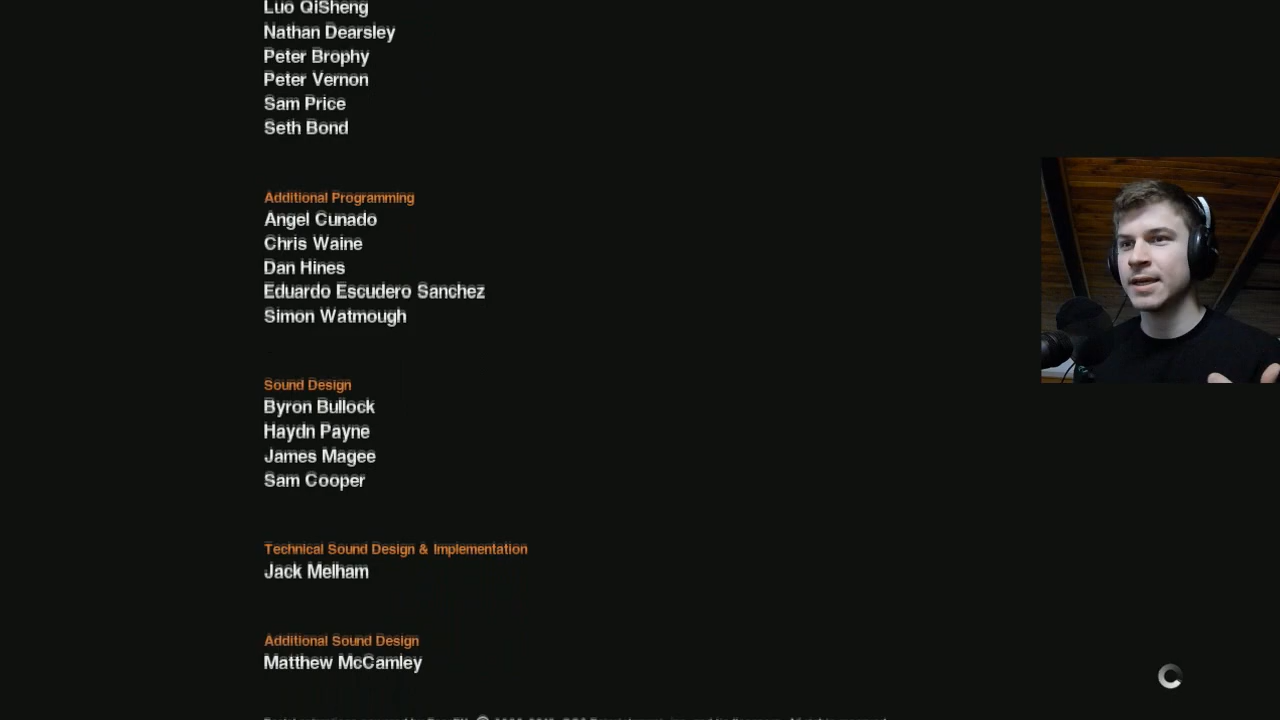 Luo QiSheng
Nathan Dearsley
Peter Brophy
Peter Vernon
Sam Price
Seth Bond
Additional Programming
Angel Cunado
Chris Waine
Dan Hines
Eduardo Escudero Sanchez
Simon Watmough
Sound Design
Byron Bullock
Haydn Payne
James Magee
Sam Cooper
Technical Sound Design & Implementation
Jack Melham
Additional Sound Design
Matthew McCamley